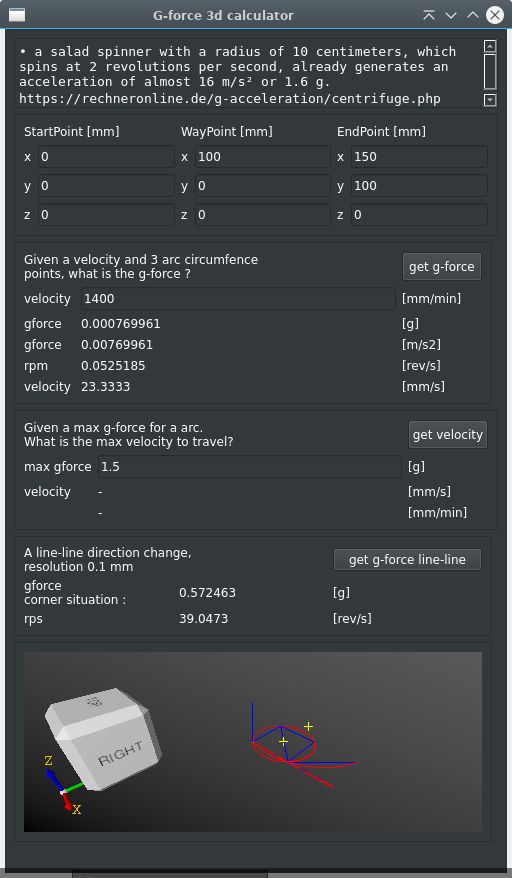 G-force 3d calculator
• a salad spinner with a radius of 10 centimeters, which
spins at 2 revolutions per second, already generates an
acceleration of almost 16 m/s² or 1.6 g.
https://rechneronline.de/g-acceleration/centrifuge.php
StartPoint [mm] WayPoint [mm] EndPoint [mm]
x 0 x 100 x 150
y 0 y 0 y 100
z 0 z 0 z 0
Given a velocity and 3 arc circumfence
points, what is the g-force ?
get g-force
velocity 1400 [mm/min]
gforce 0.000769961 [g]
gforce 0.00769961 [m/s2]
rpm 0.0525185 [rev/s]
velocity 23.3333 [mm/s]
Given a max g-force for a arc.
What is the max velocity to travel?
get velocity
max gforce 1.5 [g]
velocity - [mm/s]
- [mm/min]
A line-line direction change,
resolution 0.1 mm
get g-force line-line
gforce
corner situation : 0.572463 [g]
rps 39.0473 [rev/s]
RIGHT
Z
X